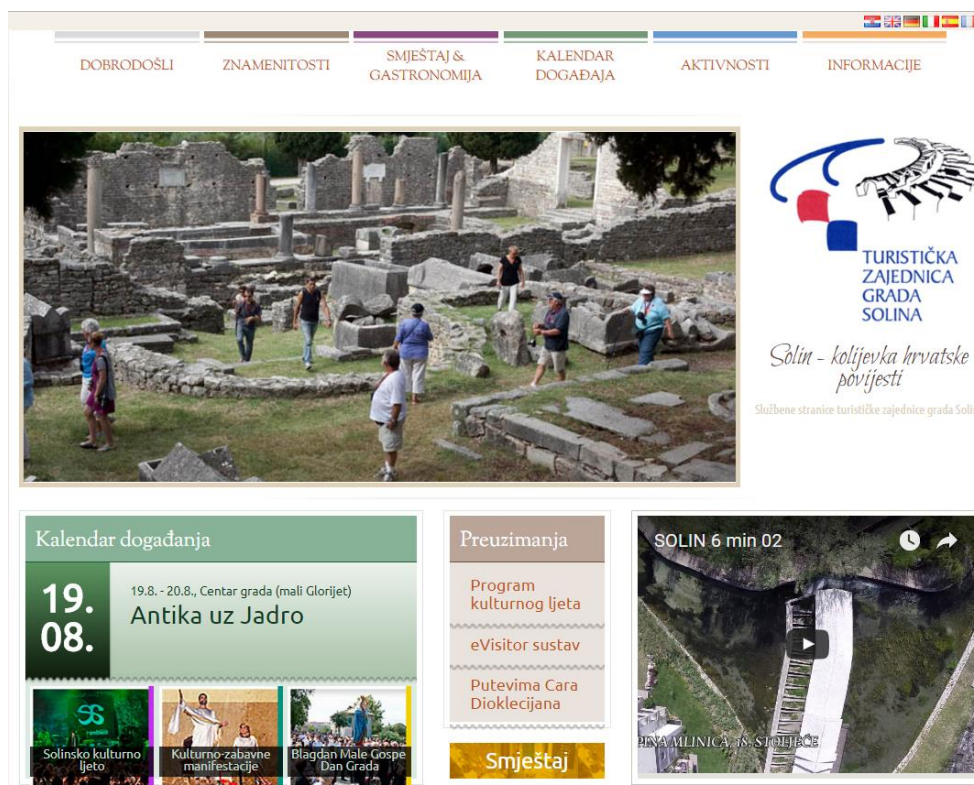 DOBRODOŠLI
ZNAMENITOSTI
SMJEŠTAJ &
GASTRONOMIJA
KALENDAR
DOGAĐAJA
AKTIVNOSTI
INFORMACIJE
TURISTIČKA
ZAJEDNICA
GRADA
SOLINA
Solin - kolijevka hrvatske
povijesti
Službene stranice turističke zajednice grada
Kalendar događanja
19.
08.
19.8. - 20.8., Centar grada (mali Glorijet)
Antika uz Jadro
Solinsko kulturno
ljeto
Kulturno-zabavne
manifestacije
Blagdan Male Gospe
Dan Grada
Preuzimanja
Program
kulturnog ljeta
eVisitor sustav
Putevima Cara
Dioklecijana
Smještaj
SOLIN 6 min 02
MLINICA, 18. STOLJEĆE